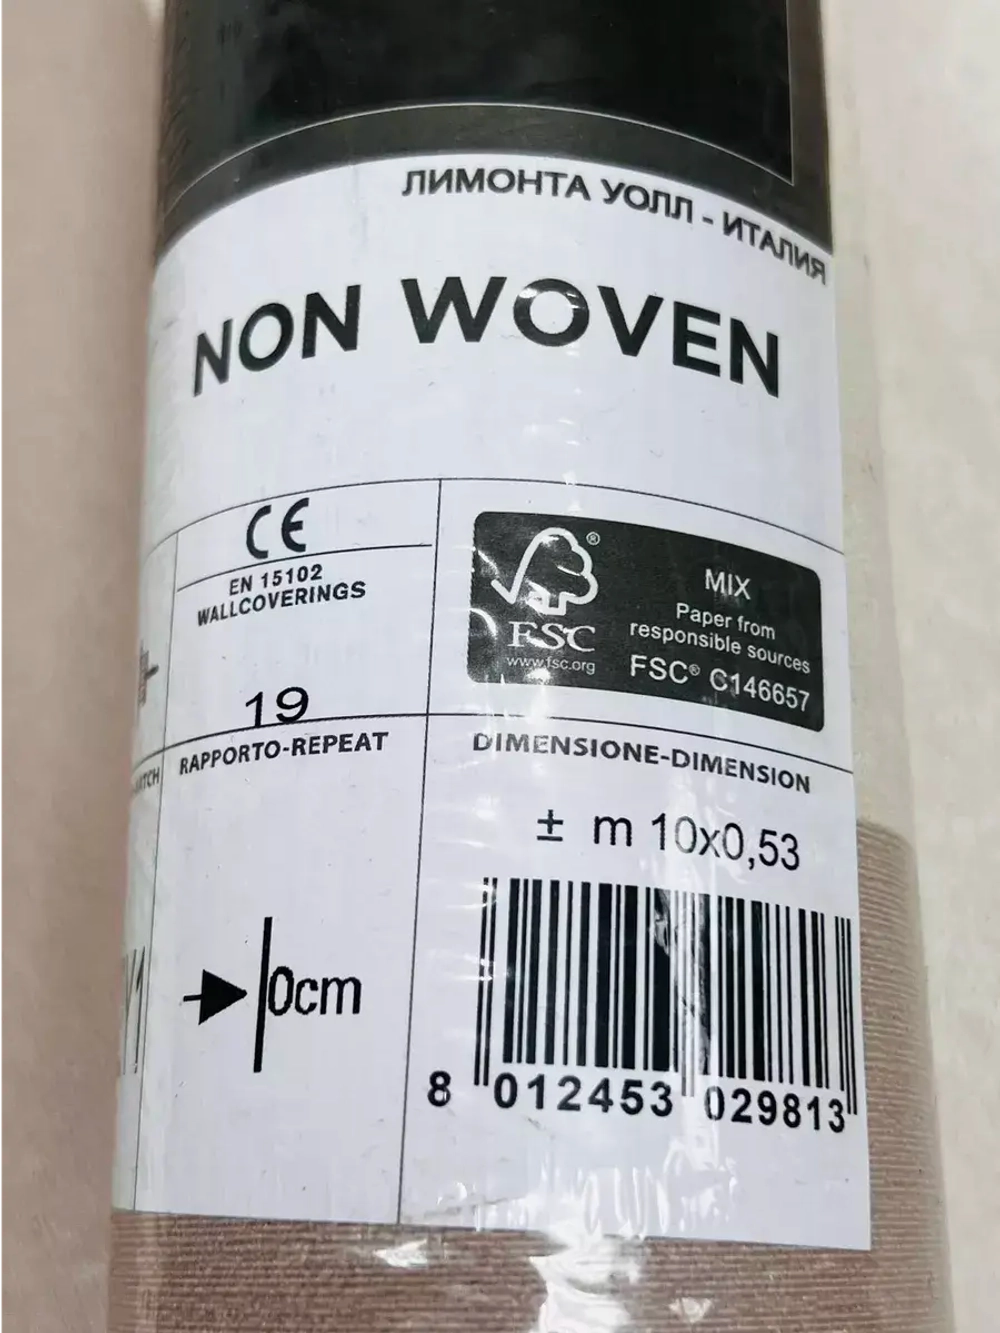 ЛИМОНТА УОЛЛ - ИТАЛИЯ
NON WOVEN
CE
EN 15102
WALLCOVERINGS
19
RAPPORTO-REPEAT
0cm
FSC®
www.fsc.org
MIX
Paper from
responsible sources
FSC® C146657
DIMENSIONE-DIMENSION
± m 10x0,53
8 012453 029813